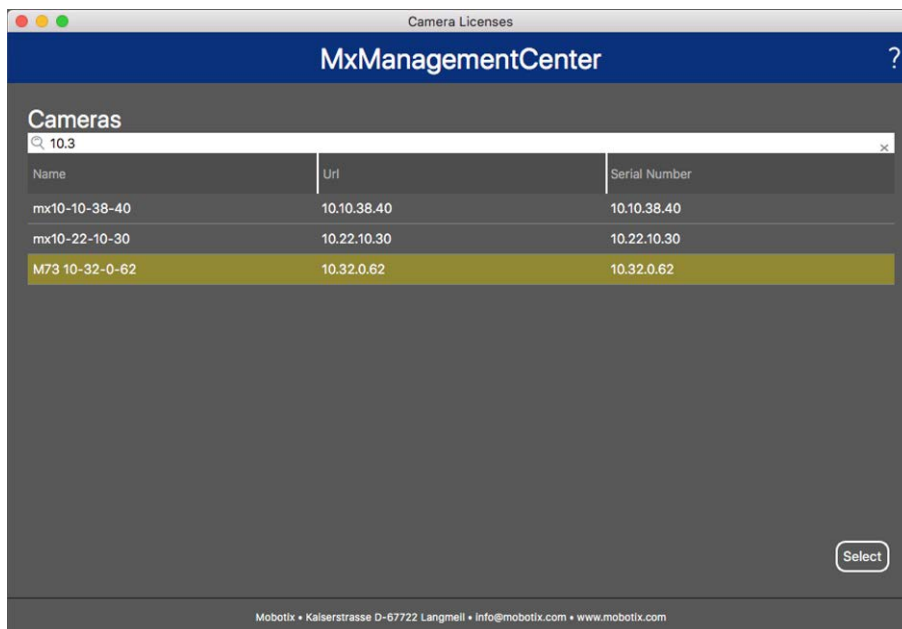 Camera Licenses
MxManagementCenter ?
Cameras
10.3 ×
Name Url Serial Number
mx10-10-38-40 10.10.38.40 10.10.38.40
mx10-22-10-30 10.22.10.30 10.22.10.30
M73 10-32-0-62 10.32.0.62 10.32.0.62
Select
Mobotix • Kaiserstrasse D-67722 Langmeil • info@mobotix.com • www.mobotix.com